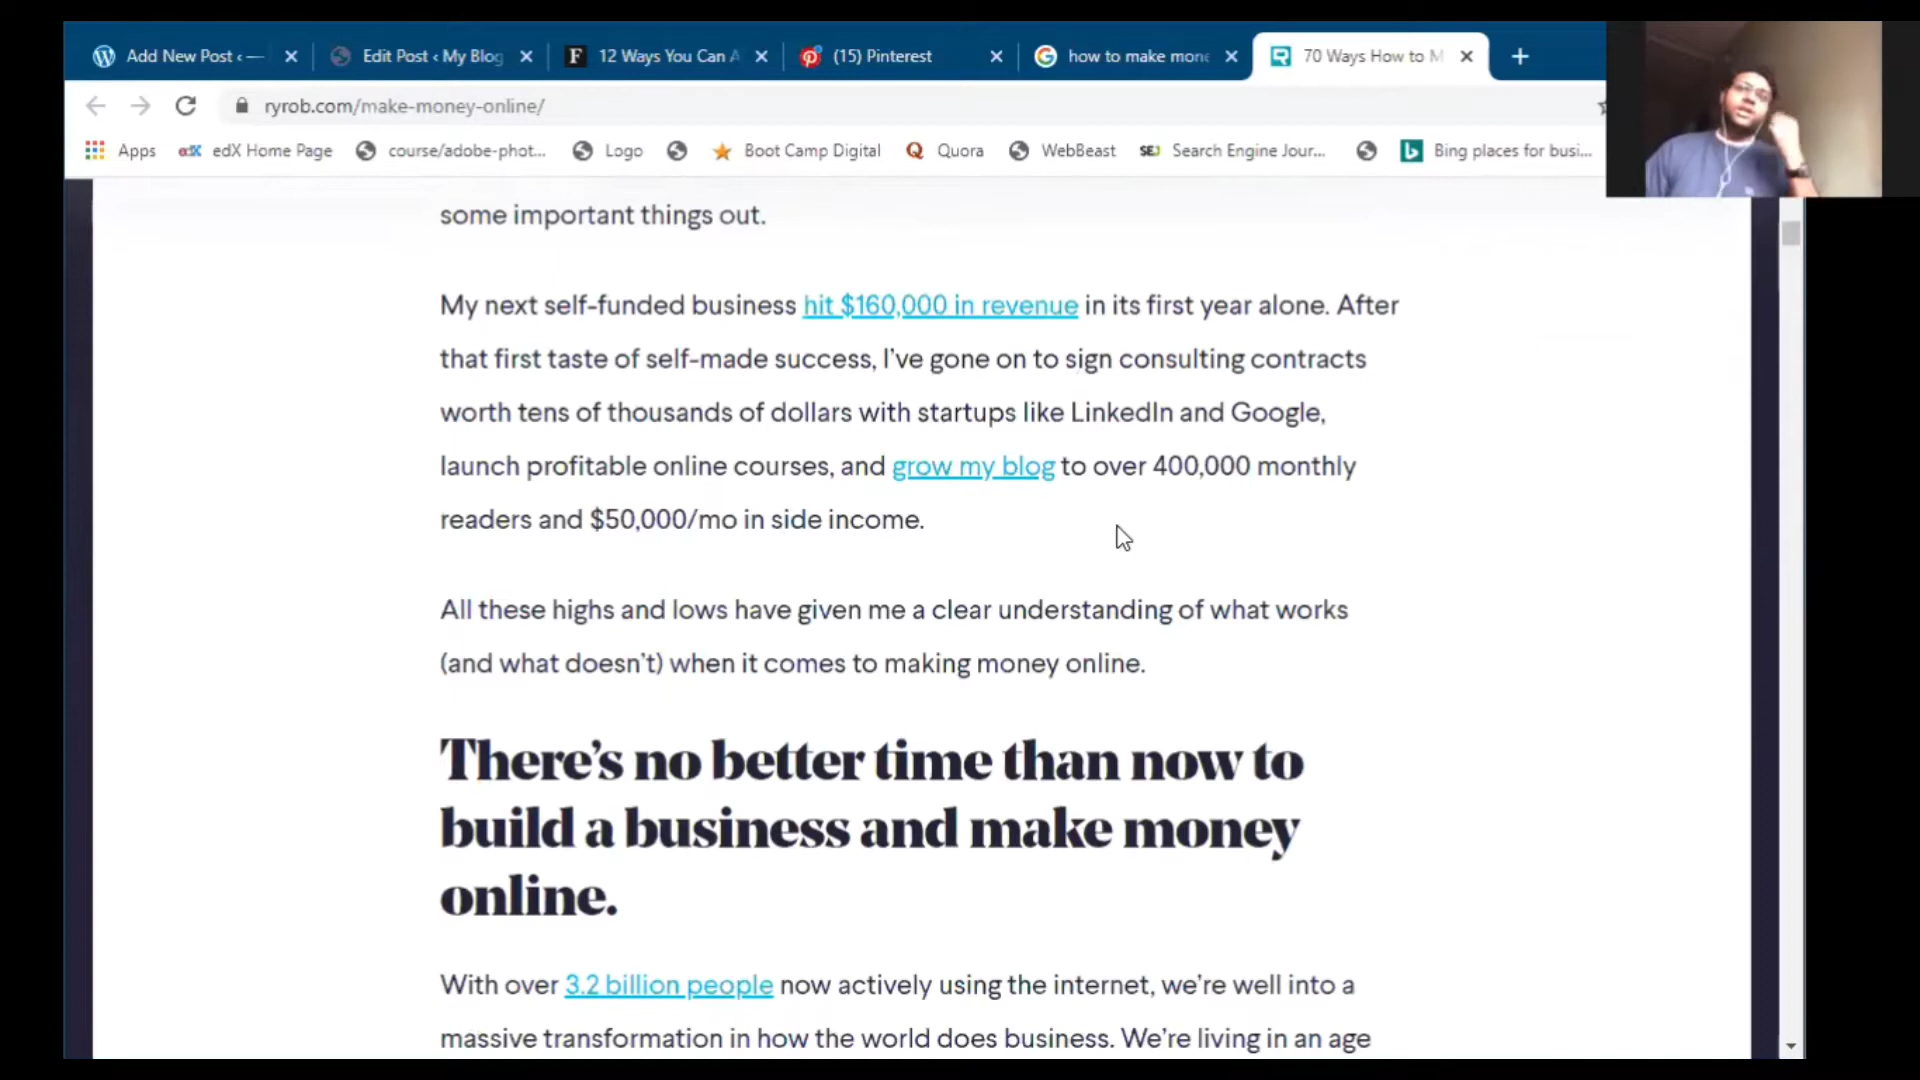 Add New Post ‹ —
Edit Post ‹ My Blog
F 12 Ways You Can A
(15) Pinterest
how to make mone
70 Ways How to M
ryrob.com/make-money-online/
Apps
edX edX Home Page
course/adobe-phot...
Logo
Boot Camp Digital
Quora
WebBeast
SEJ Search Engine Jour...
Bing places for busi...
some important things out.
My next self-funded business hit $160,000 in revenue in its first year alone. After
that first taste of self-made success, I've gone on to sign consulting contracts
worth tens of thousands of dollars with startups like LinkedIn and Google,
launch profitable online courses, and grow my blog to over 400,000 monthly
readers and $50,000/mo in side income.
All these highs and lows have given me a clear understanding of what works
(and what doesn't) when it comes to making money online.
There's no better time than now to
build a business and make money
online.
With over 3.2 billion people now actively using the internet, we're well into a
massive transformation in how the world does business. We're living in an age